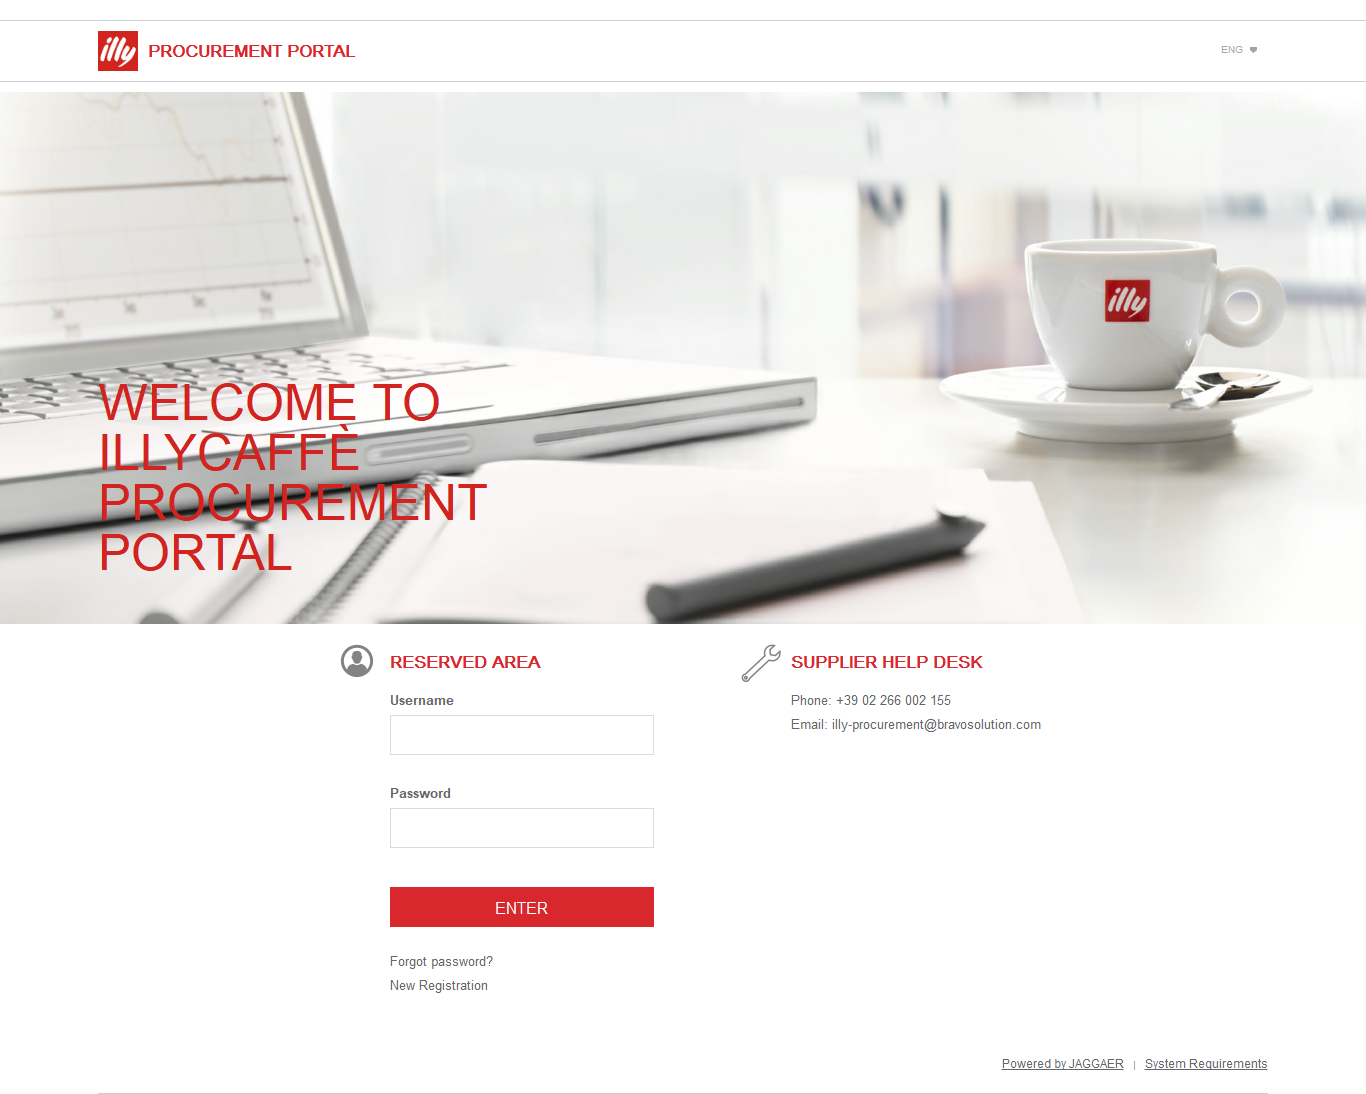 illy PROCUREMENT PORTAL
ENG
illy
WELCOME TO
ILLYCAFFÈ
PROCUREMENT
PORTAL
RESERVED AREA
Username
Password
ENTER
Forgot password?
New Registration
SUPPLIER HELP DESK
Phone: +39 02 266 002 155
Email: illy-procurement@bravosolution.com
Powered by JAGGAER | System Requirements